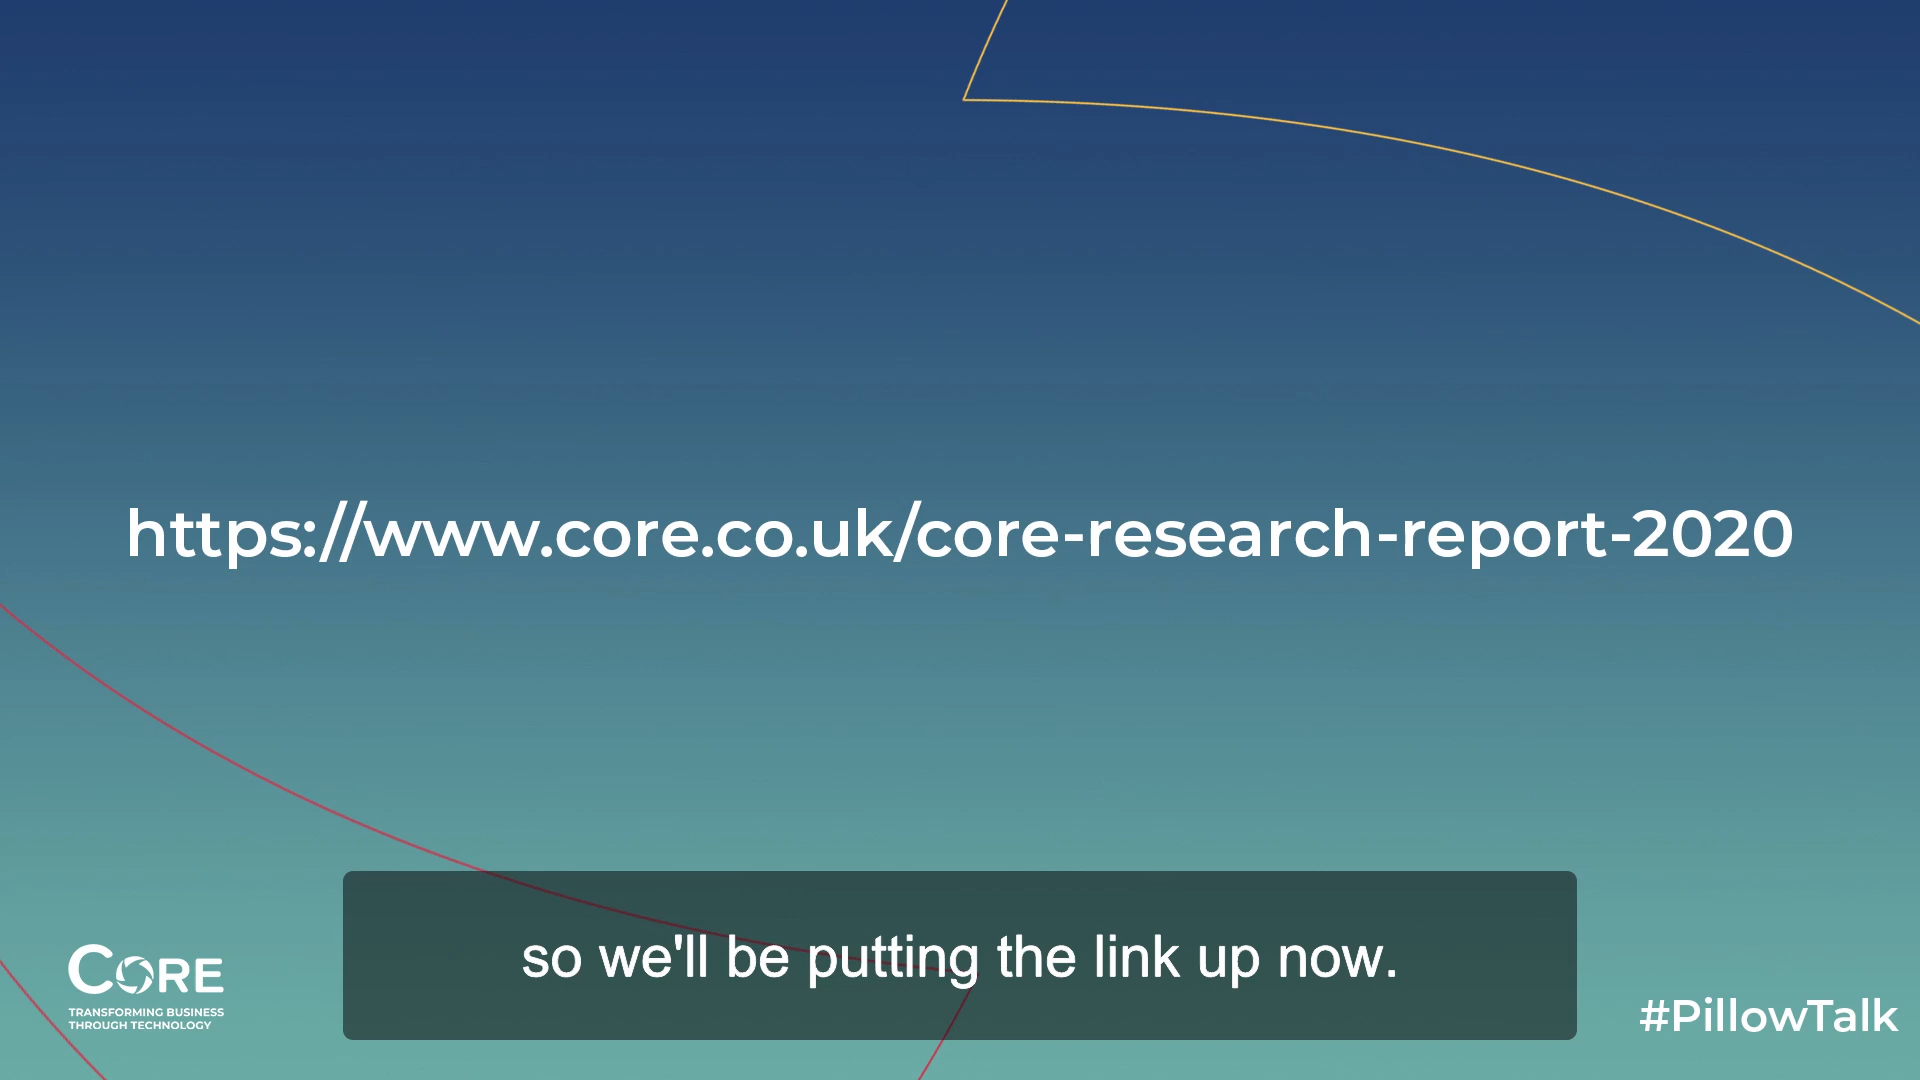 https://www.core.co.uk/core-research-report-2020
so we'll be putting the link up now.
CORE
TRANSFORMING BUSINESS
THROUGH TECHNOLOGY
#PillowTalk